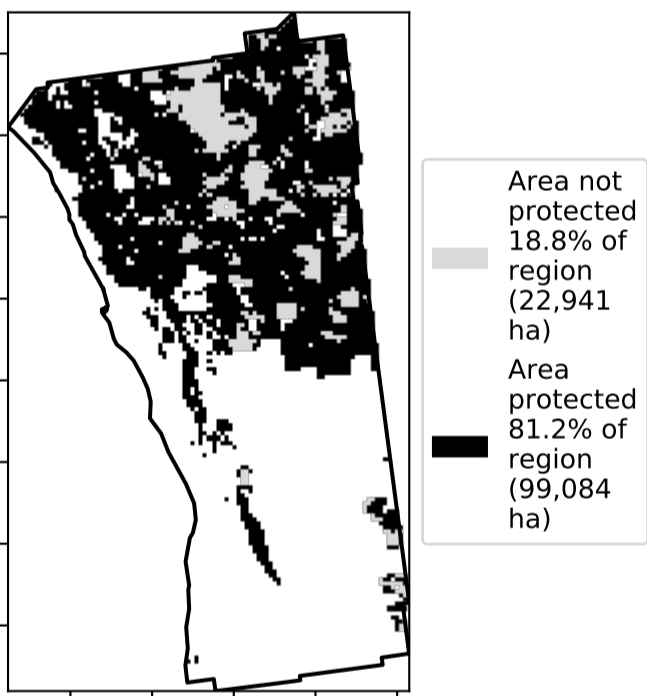 Area not
protected
18.8% of
region
(22,941
ha)
Area
protected
81.2% of
region
(99,084
ha)